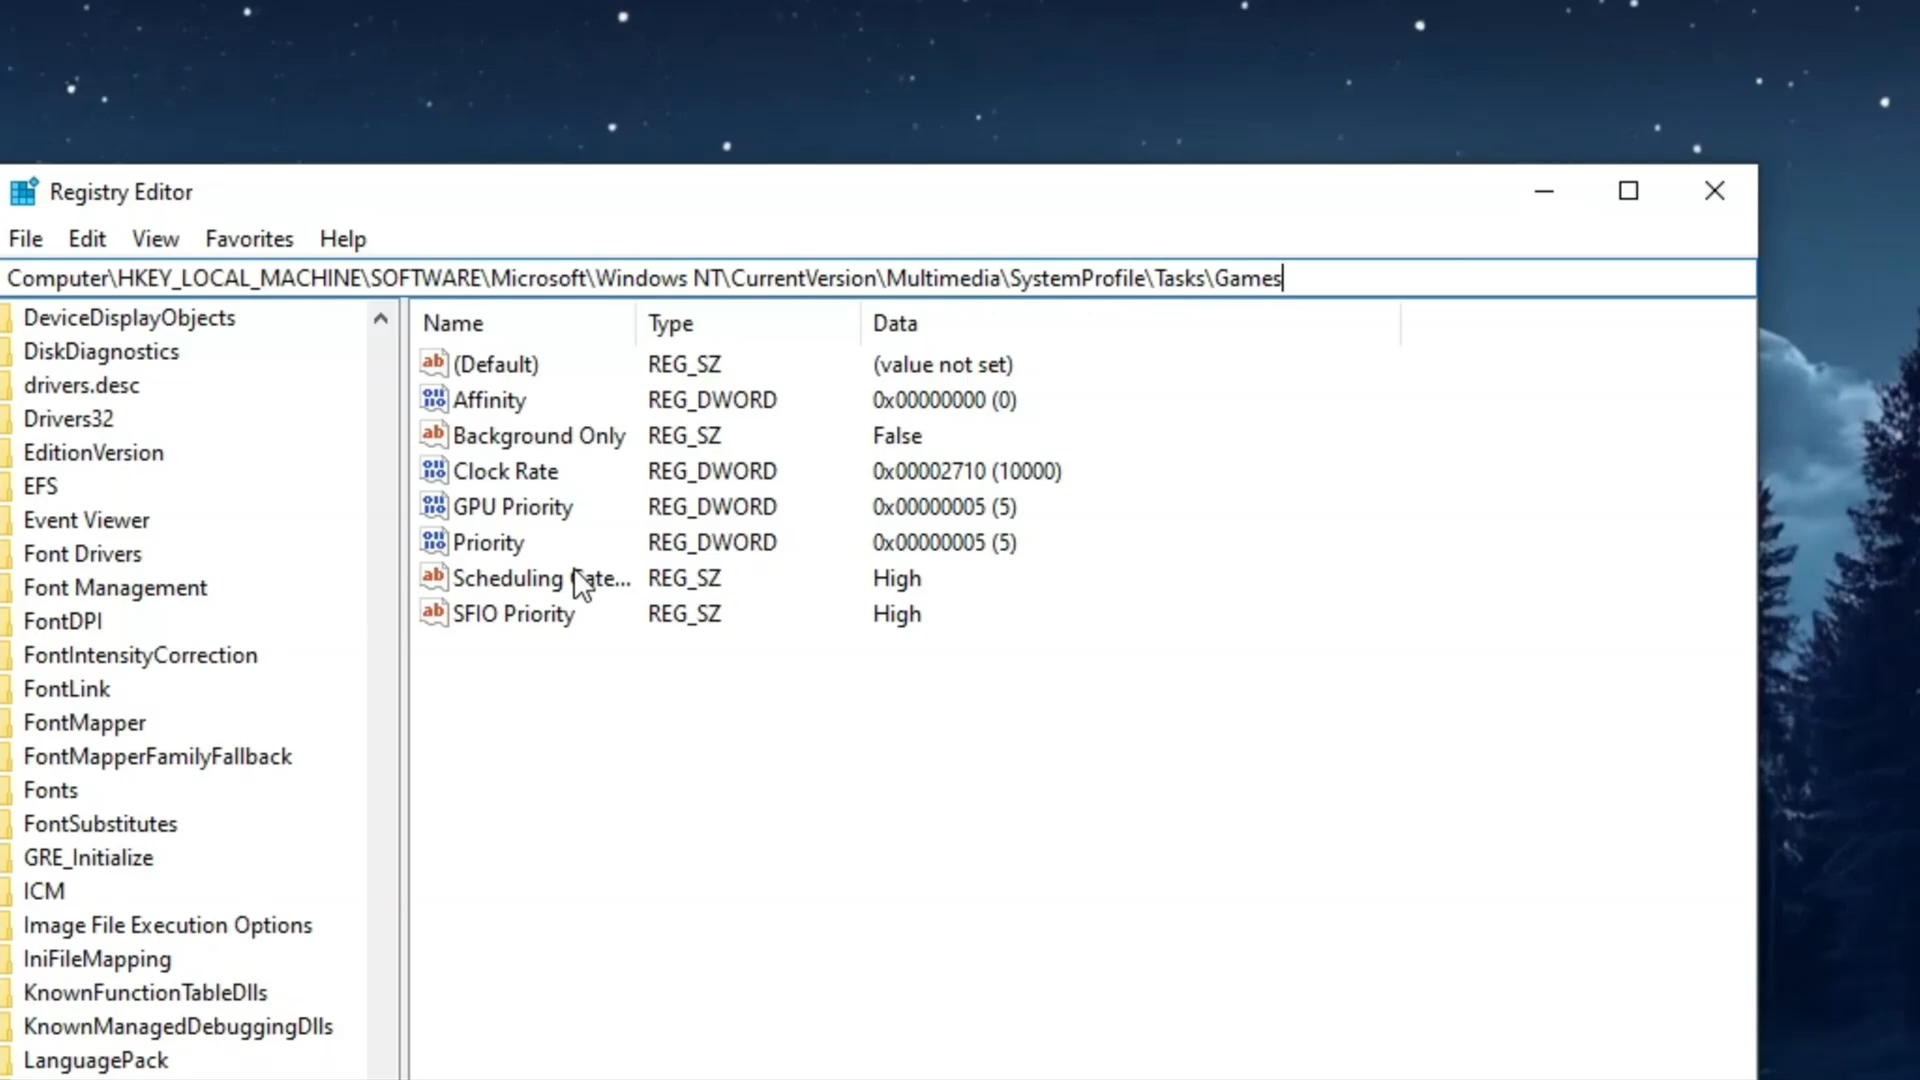 Registry Editor
File Edit View Favorites Help
Computer\HKEY_LOCAL_MACHINE\SOFTWARE\Microsoft\Windows NT\CurrentVersion\Multimedia\SystemProfile\Tasks\Games
DeviceDisplayObjects
DiskDiagnostics
drivers.desc
Drivers32
EditionVersion
EFS
Event Viewer
Font Drivers
Font Management
FontDPI
FontIntensityCorrection
FontLink
FontMapper
FontMapperFamilyFallback
Fonts
FontSubstitutes
GRE_Initialize
ICM
Image File Execution Options
IniFileMapping
KnownFunctionTableDlls
KnownManagedDebuggingDlls
LanguagePack
Name Type Data
(Default) REG_SZ (value not set)
Affinity REG_DWORD 0x00000000 (0)
Background Only REG_SZ False
Clock Rate REG_DWORD 0x00002710 (10000)
GPU Priority REG_DWORD 0x00000005 (5)
Priority REG_DWORD 0x00000005 (5)
Scheduling Cate... REG_SZ High
SFIO Priority REG_SZ High